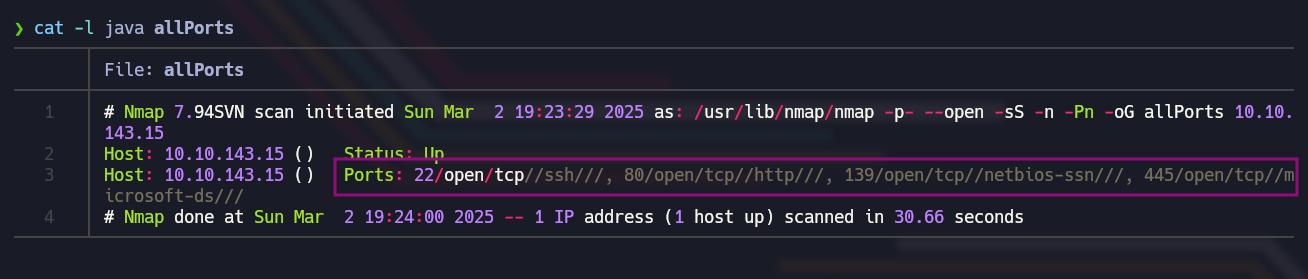 ❯ cat -l java allPorts
File: allPorts
1 # Nmap 7.94SVN scan initiated Sun Mar  2 19:23:29 2025 as: /usr/lib/nmap/nmap -p- --open -sS -n -Pn -oG allPorts 10.10.
143.15
2 Host: 10.10.143.15 () Status: Up
3 Host: 10.10.143.15 () Ports: 22/open/tcp//ssh///, 80/open/tcp//http///, 139/open/tcp//netbios-ssn///, 445/open/tcp//m
icrosoft-ds///
4 # Nmap done at Sun Mar  2 19:24:00 2025 -- 1 IP address (1 host up) scanned in 30.66 seconds